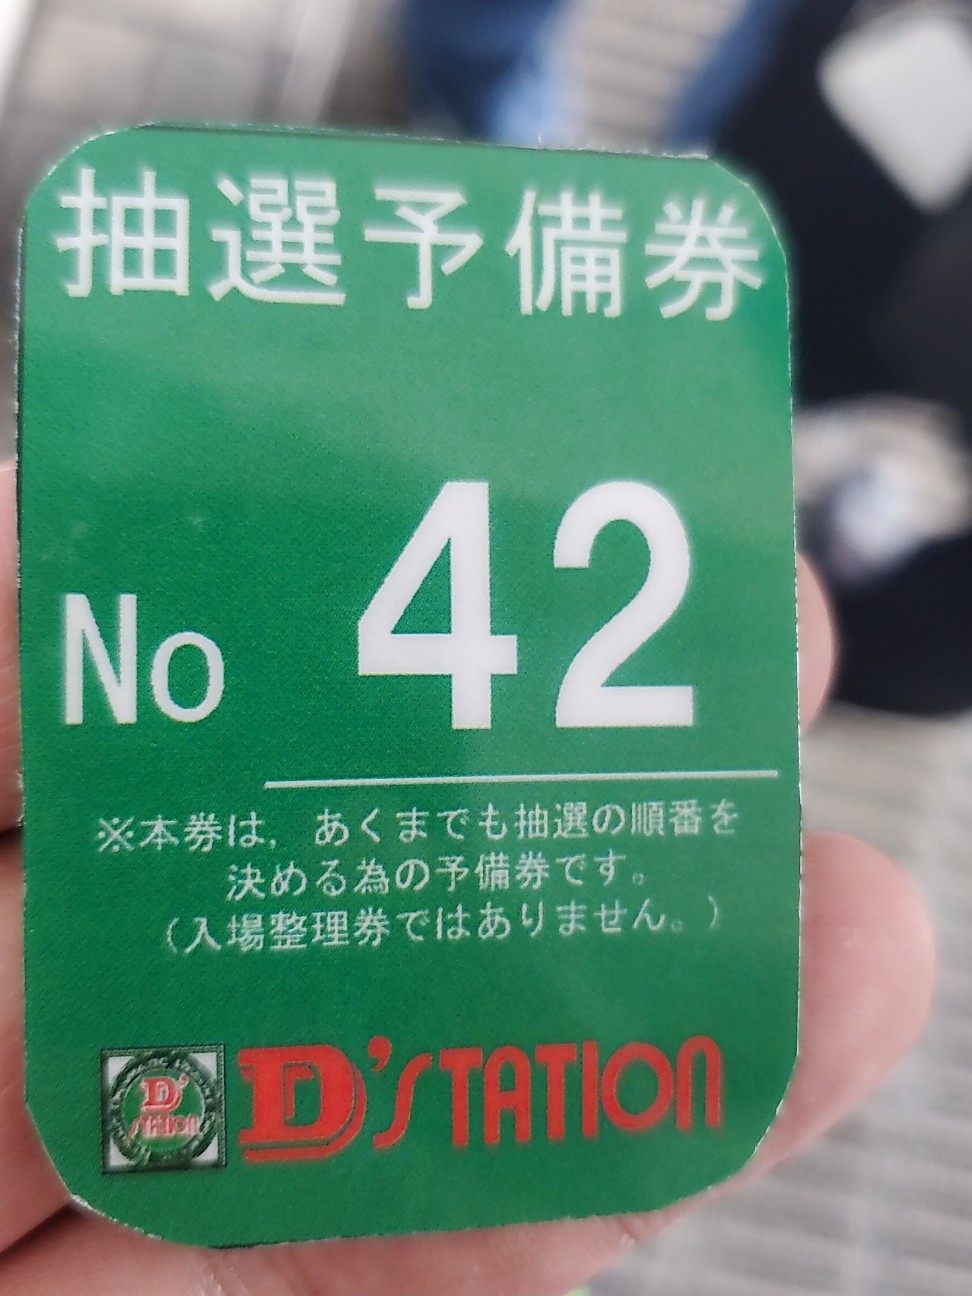 抽選予備券
No 42
※本券は，あくまでも抽選の順番を
決める為の予備券です。
（入場整理券ではありません。）
D'STATION
D'
STATION